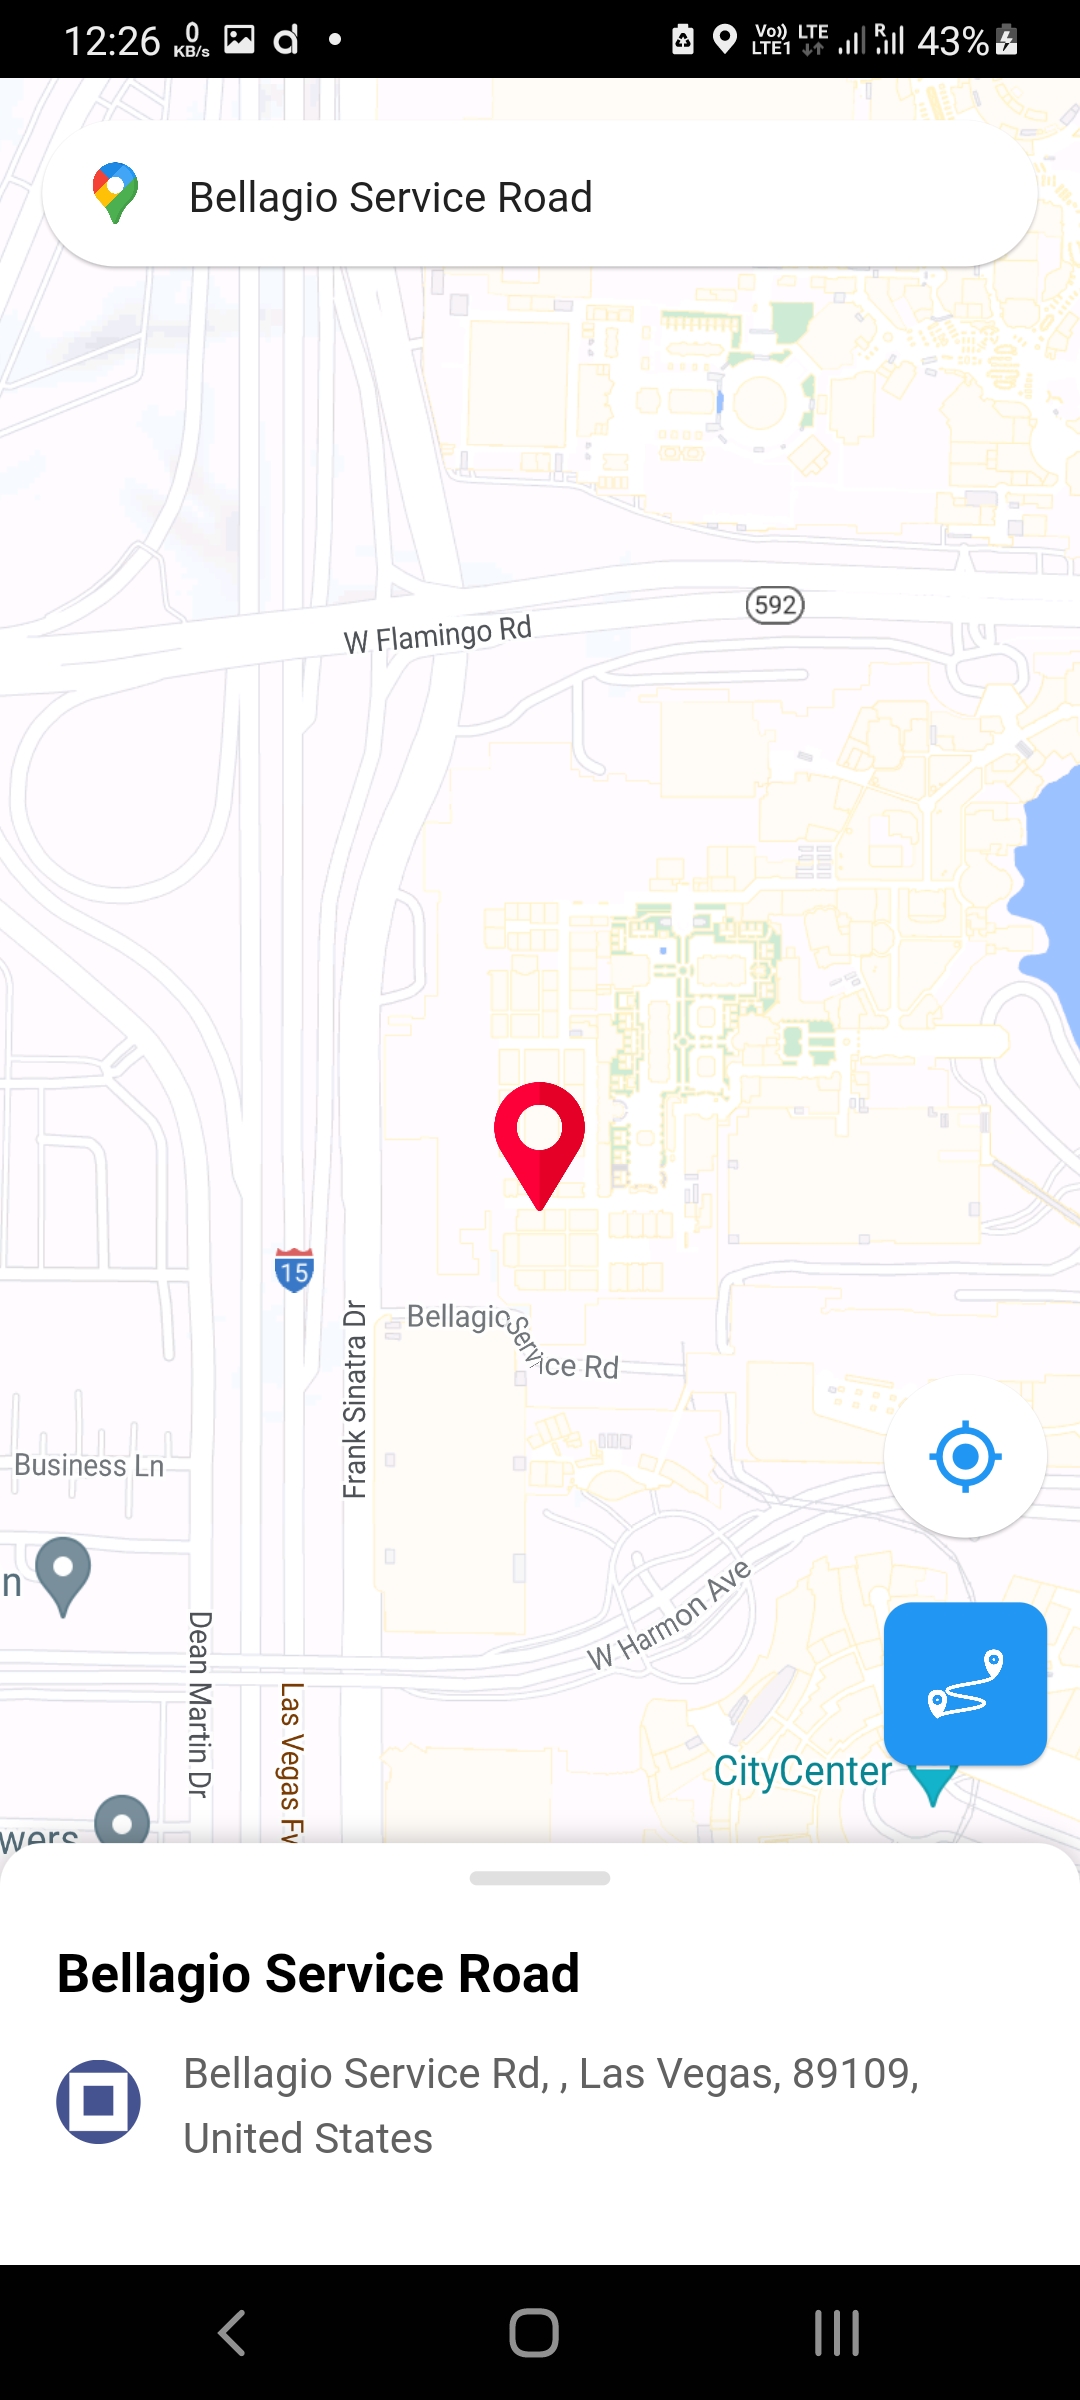 12:26 0 KB/s Vo)) LTE1 LTE R 43%
Bellagio Service Road
592
W Flamingo Rd
15
Bellagio Service Rd
Frank Sinatra Dr
Business Ln
n
W Harmon Ave
Dean Martin Dr
Las Vegas Fw
CityCenter
wers
Bellagio Service Road
Bellagio Service Rd, , Las Vegas, 89109,
United States